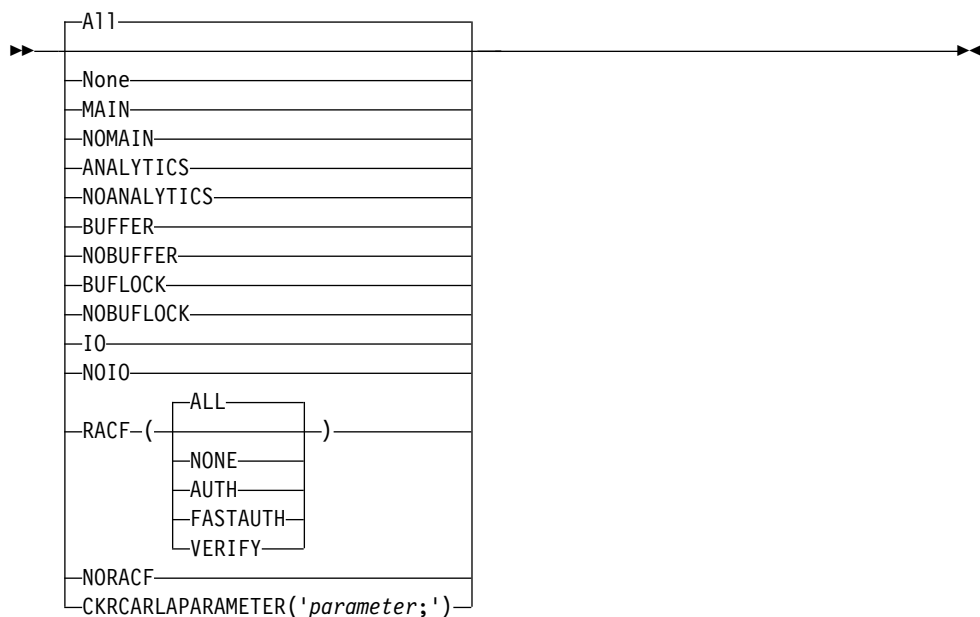 All
None
MAIN
NOMAIN
ANALYTICS
NOANALYTICS
BUFFER
NOBUFFER
BUFLOCK
NOBUFLOCK
IO
NOIO
ALL
RACF ( )
NONE
AUTH
FASTAUTH
VERIFY
NORACF
CKRCARLAPARAMETER('parameter;')